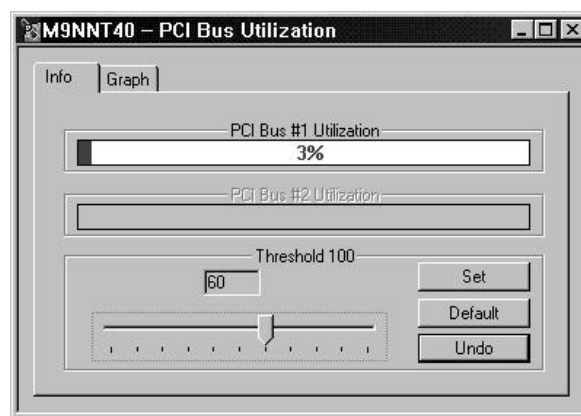 M9NNT40 – PCI Bus Utilization
Info Graph
PCI Bus #1 Utilization
3%
PCI Bus #2 Utilization
Threshold 100
60
Set
Default
Undo